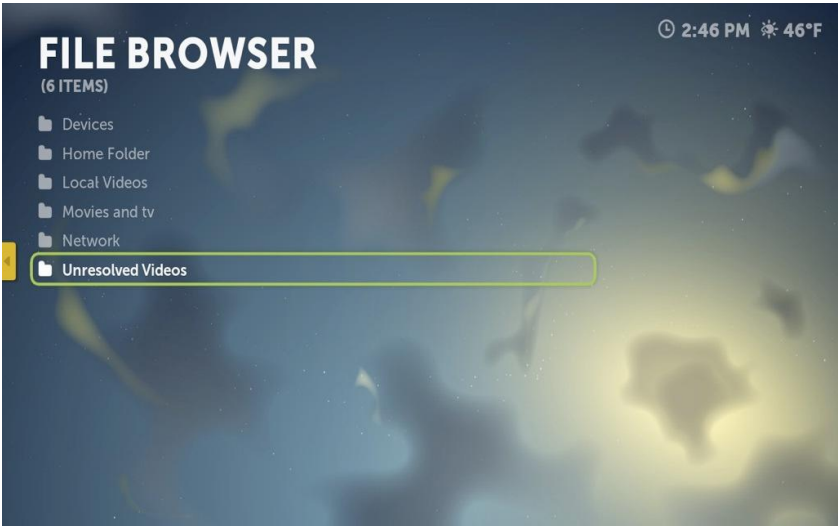 FILE BROWSER
2:46 PM 46°F
(6 ITEMS)
Devices
Home Folder
Local Videos
Movies and tv
Network
Unresolved Videos